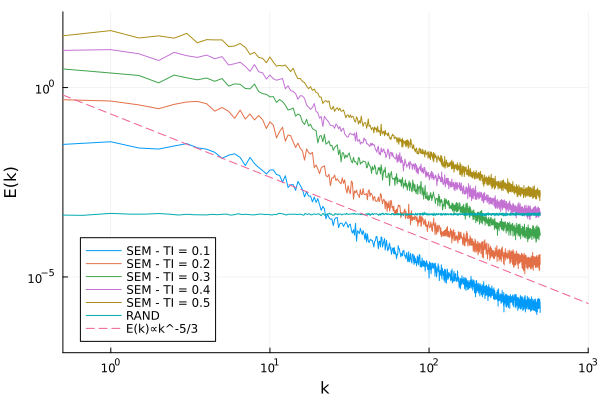 E(k)
10^0
10^-5
SEM - TI = 0.1
SEM - TI = 0.2
SEM - TI = 0.3
SEM - TI = 0.4
SEM - TI = 0.5
RAND
E(k)∝k^-5/3
10^0
10^1
10^2
10^3
k